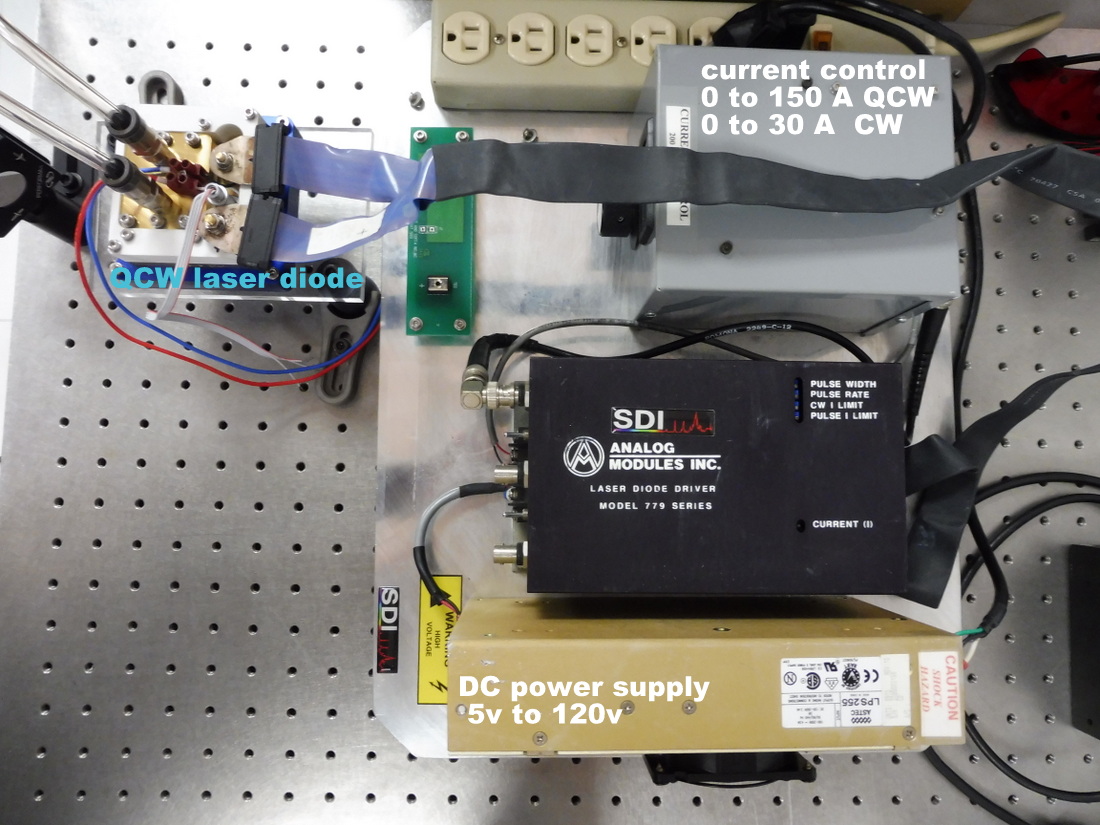 current control
0 to 150 A QCW
0 to 30 A  CW
QCW laser diode
PULSE WIDTH
PULSE RATE
CW I LIMIT
PULSE I LIMIT
SDI
ANALOG
MODULES INC.
LASER DIODE DRIVER
MODEL 779 SERIES
CURRENT (I)
SDI
WARNING
HIGH
VOLTAGE
DC power supply
5v to 120v
ASTEC
LPS255
CAUTION
SHOCK
HAZARD